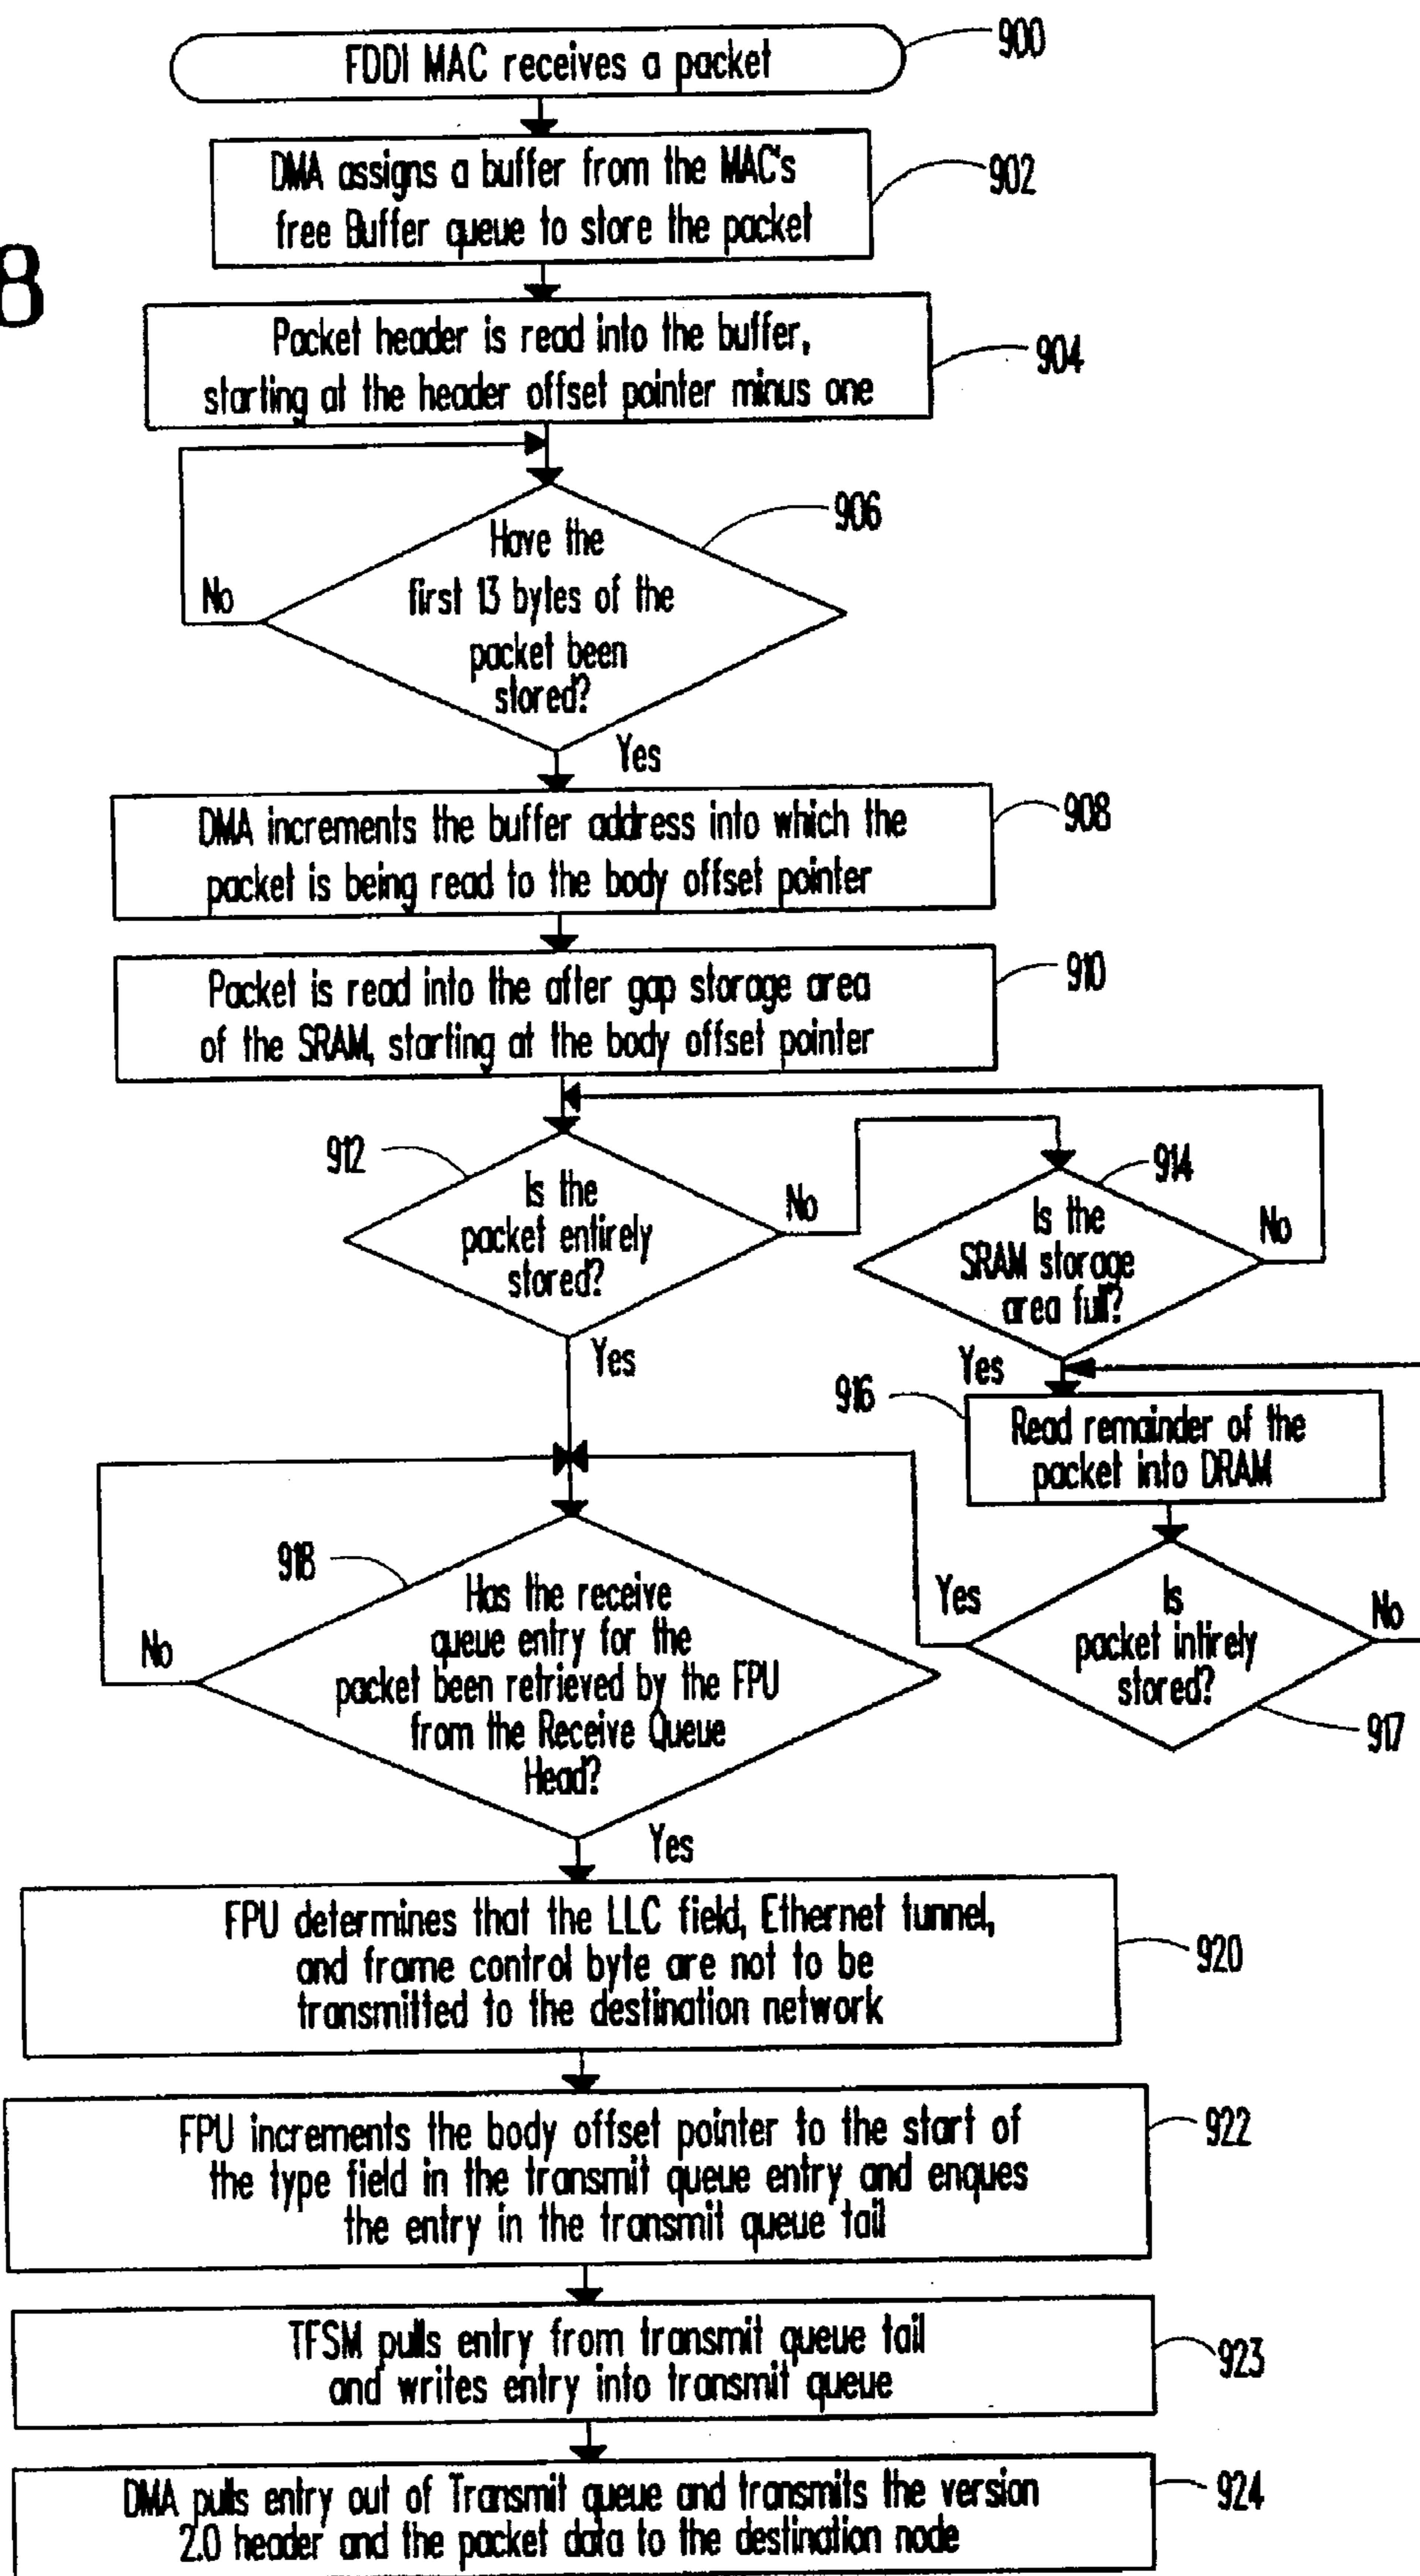 FDDI MAC receives a packet
900
DMA assigns a buffer from the MAC's
free Buffer queue to store the packet
902
8
Packet header is read into the buffer,
starting at the header offset pointer minus one
904
Have the
first 13 bytes of the
packet been
stored?
906
No
Yes
DMA increments the buffer address into which the
packet is being read to the body offset pointer
908
Packet is read into the after gap storage area
of the SRAM, starting at the body offset pointer
910
912
Is the
packet entirely
stored?
No
Yes
914
Is the
SRAM storage
area full?
No
Yes
916
Read remainder of the
packet into DRAM
Is
packet intirely
stored?
Yes
No
917
918
Has the receive
queue entry for the
packet been retrieved by the FPU
from the Receive Queue
Head?
No
Yes
FPU determines that the LLC field, Ethernet tunnel,
and frame control byte are not to be
transmitted to the destination network
920
FPU increments the body offset pointer to the start of
the type field in the transmit queue entry and enques
the entry in the transmit queue tail
922
TFSM pulls entry from transmit queue tail
and writes entry into transmit queue
923
DMA pulls entry out of Transmit queue and transmits the version
2.0 header and the packet data to the destination node
924